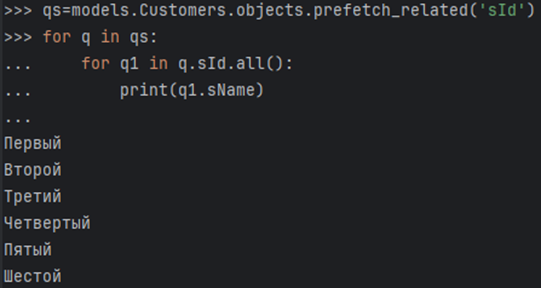 >>> qs=models.Customers.objects.prefetch_related('sId')
>>> for q in qs:
...     for q1 in q.sId.all():
...         print(q1.sName)
...
Первый
Второй
Третий
Четвертый
Пятый
Шестой